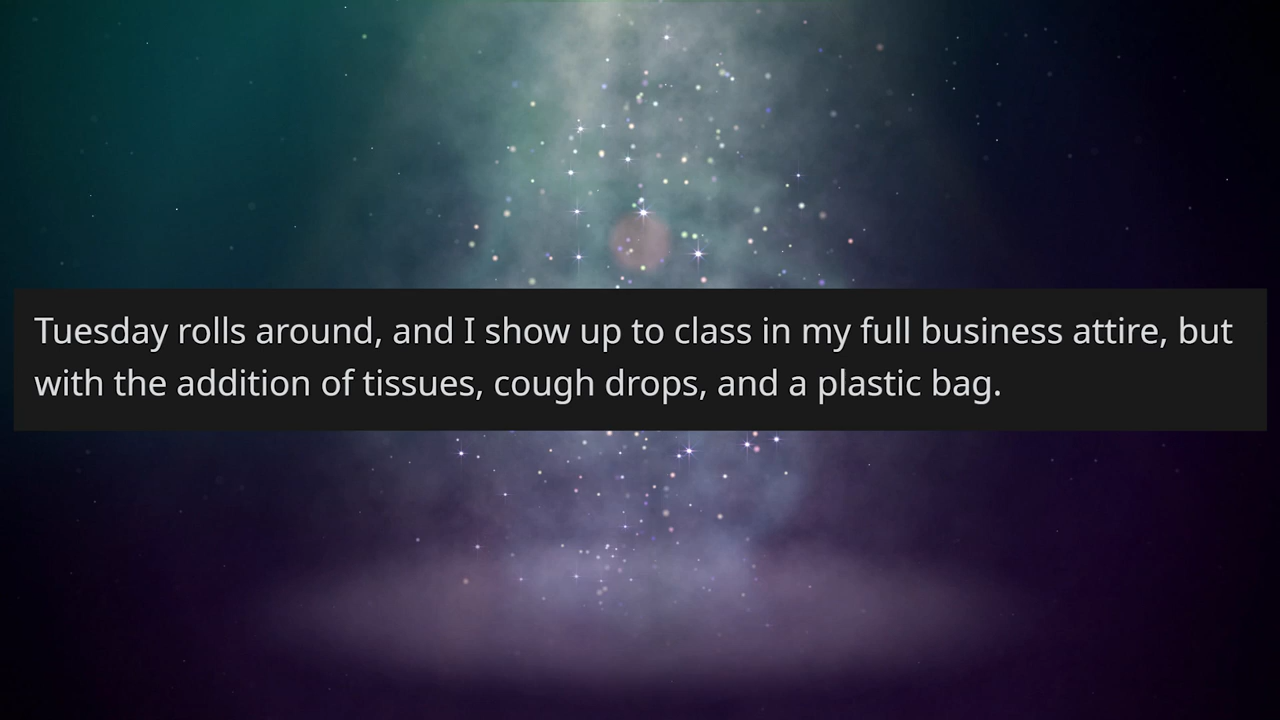 Tuesday rolls around, and I show up to class in my full business attire, but
with the addition of tissues, cough drops, and a plastic bag.